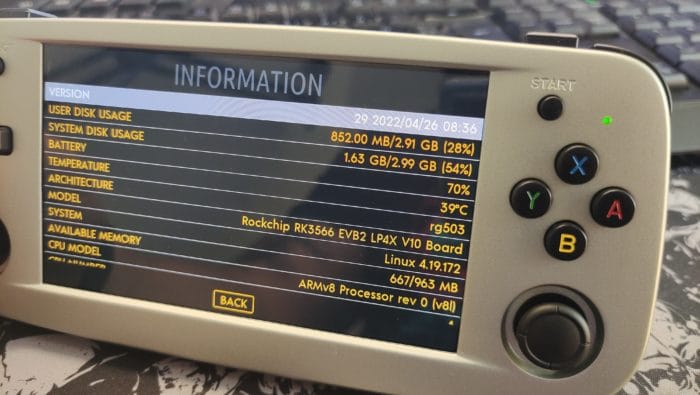 INFORMATION
START
VERSION 29 2022/04/26 08:36
USER DISK USAGE 852.00 MB/2.91 GB (28%)
SYSTEM DISK USAGE 1.63 GB/2.99 GB (54%)
BATTERY 70%
TEMPERATURE 39°C
ARCHITECTURE rg503
MODEL Rockchip RK3566 EVB2 LP4X V10 Board
SYSTEM Linux 4.19.172
AVAILABLE MEMORY 667/963 MB
CPU MODEL ARMv8 Processor rev 0 (v8l)
CPU NUMBER
BACK
X
Y
A
B